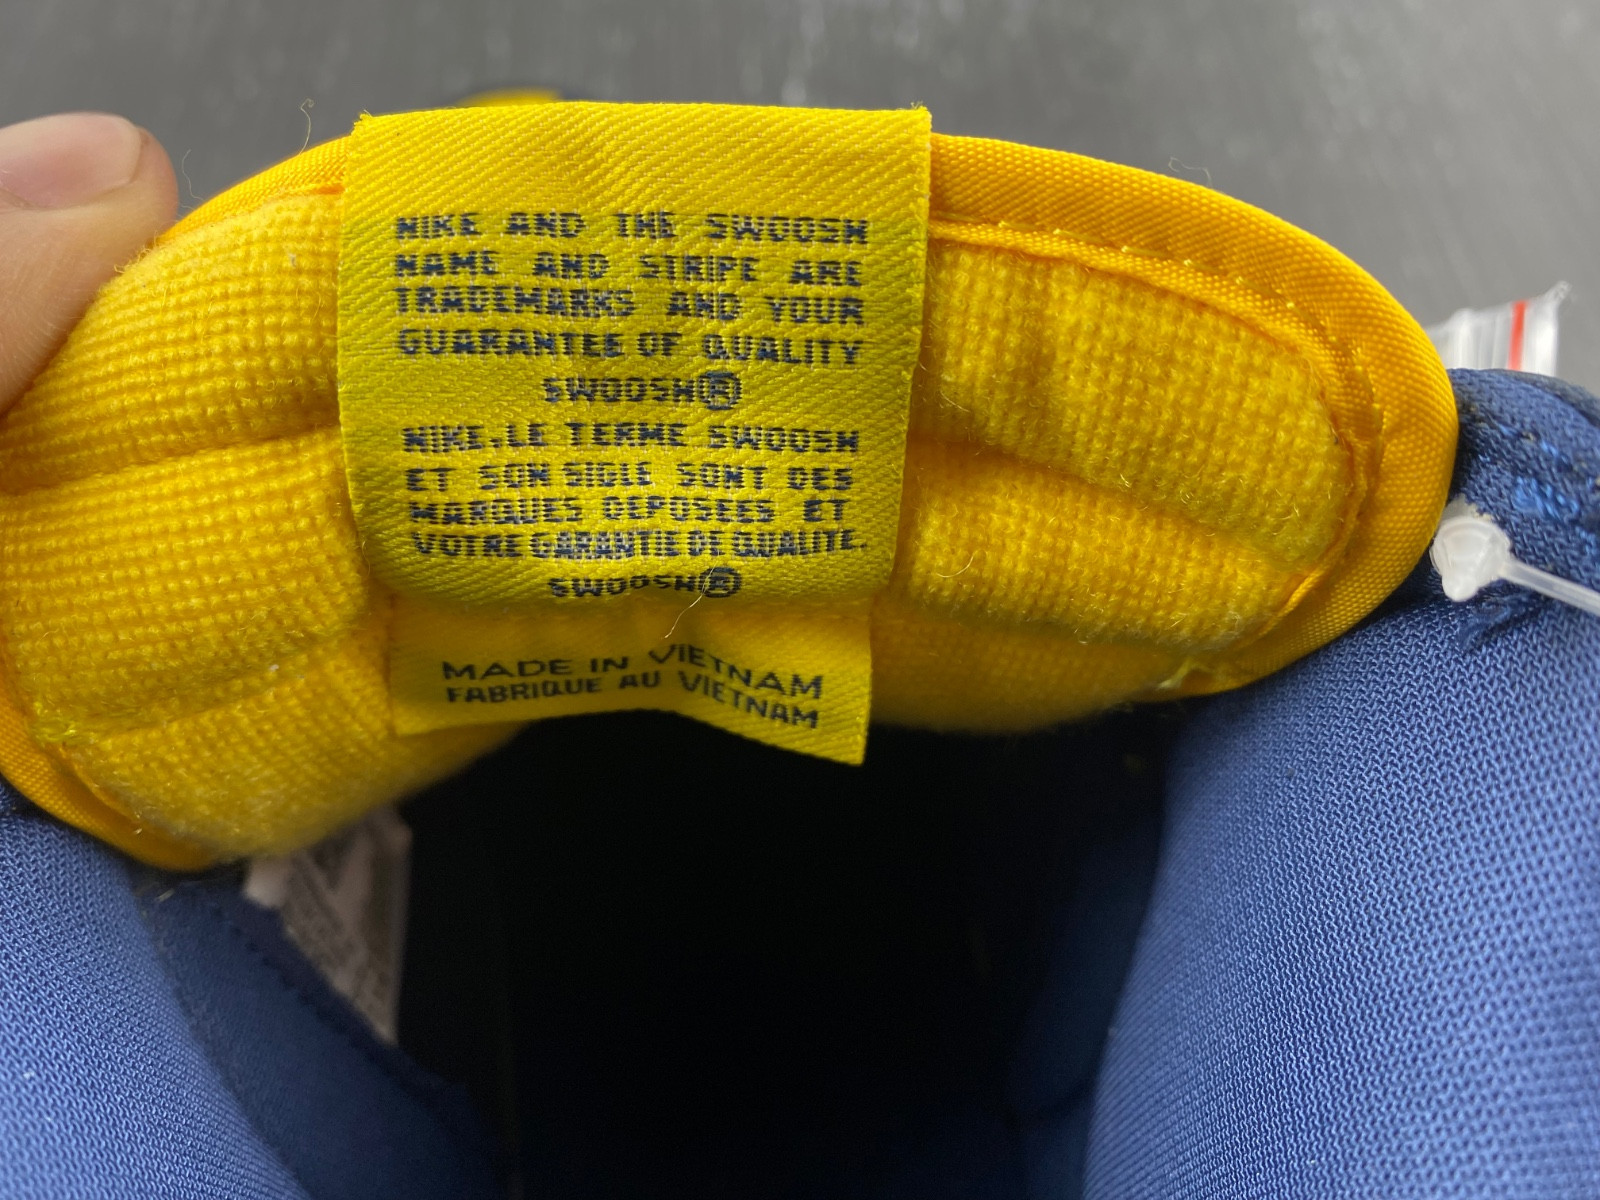 NIKE AND THE SWOOSH
NAME AND STRIPE ARE
TRADEMARKS AND YOUR
GUARANTEE OF QUALITY
SWOOSH®
NIKE, LE TERME SWOOSH
ET SON SIGLE SONT DES
MARQUES DEPOSEES ET
VOTRE GARANTIE DE QUALITE.
SWOOSH®
MADE IN VIETNAM
FABRIQUE AU VIETNAM